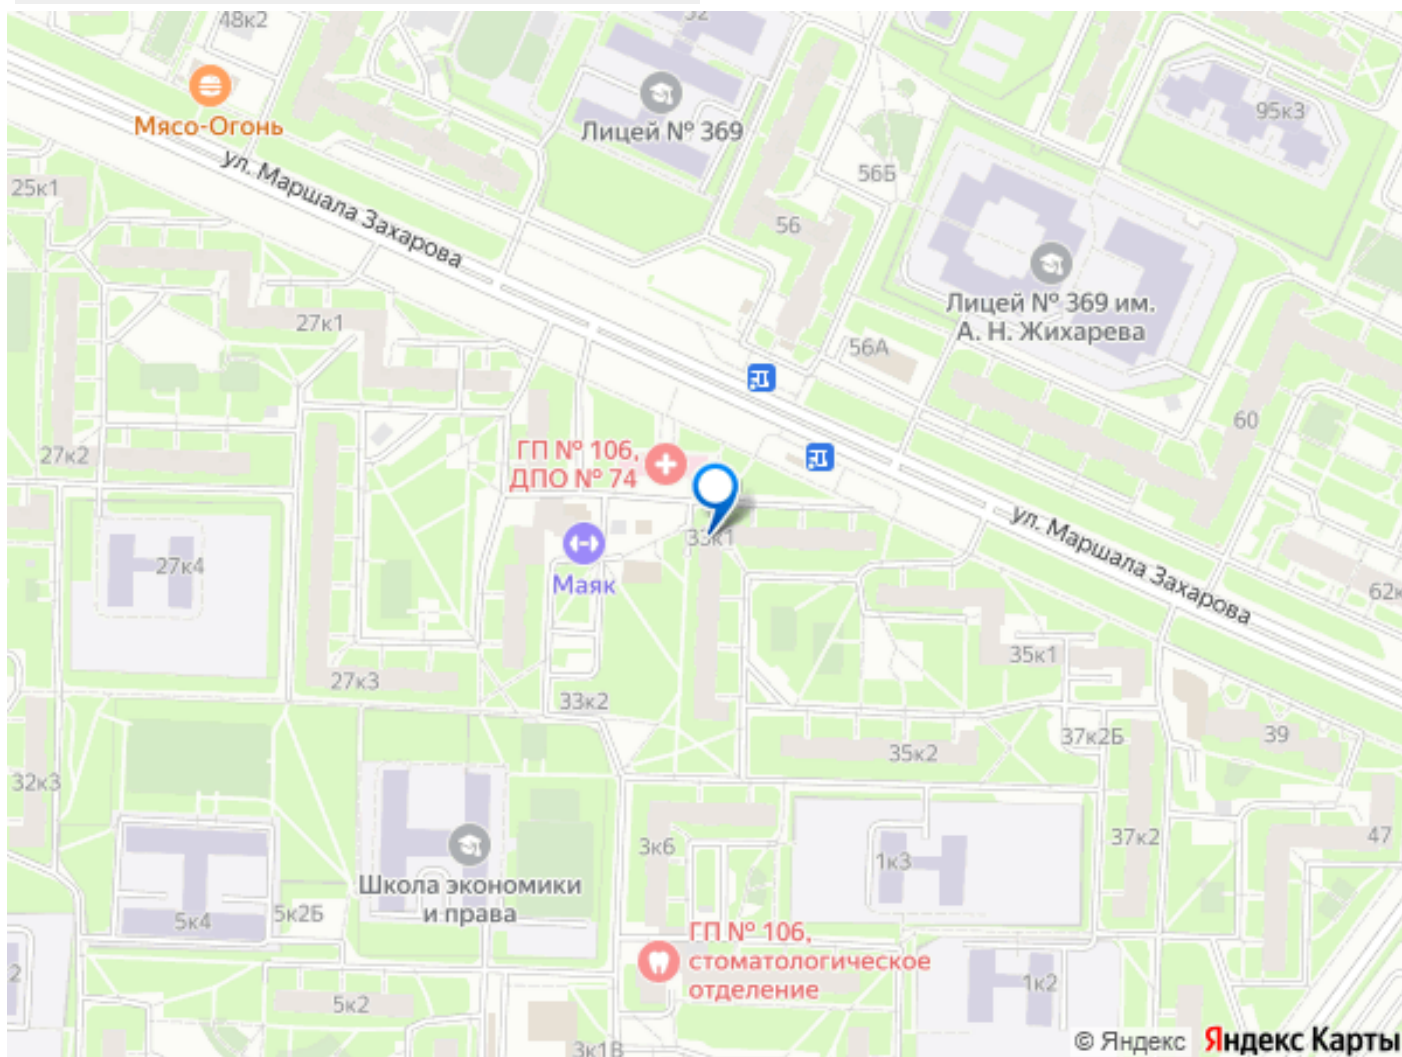 48к2
52
Мясо-Огонь
Лицей № 369
95к3
ул. Маршала Захарова
25к1
56Б
56
Лицей № 369 им.
А. Н. Жихарева
27к1
56А
60
ГП № 106,
ДПО № 74
27к2
33к1
ул. Маршала Захарова
27к4
Маяк
62к
35к1
27к3
33к2
37к2Б
39
35к2
32к3
3к6
1к3
37к2
47
Школа экономики
и права
5к4
5к2Б
ГП № 106,
стоматологическое
отделение
2
1к2
5к2
3к1В
© Яндекс Яндекс Карты